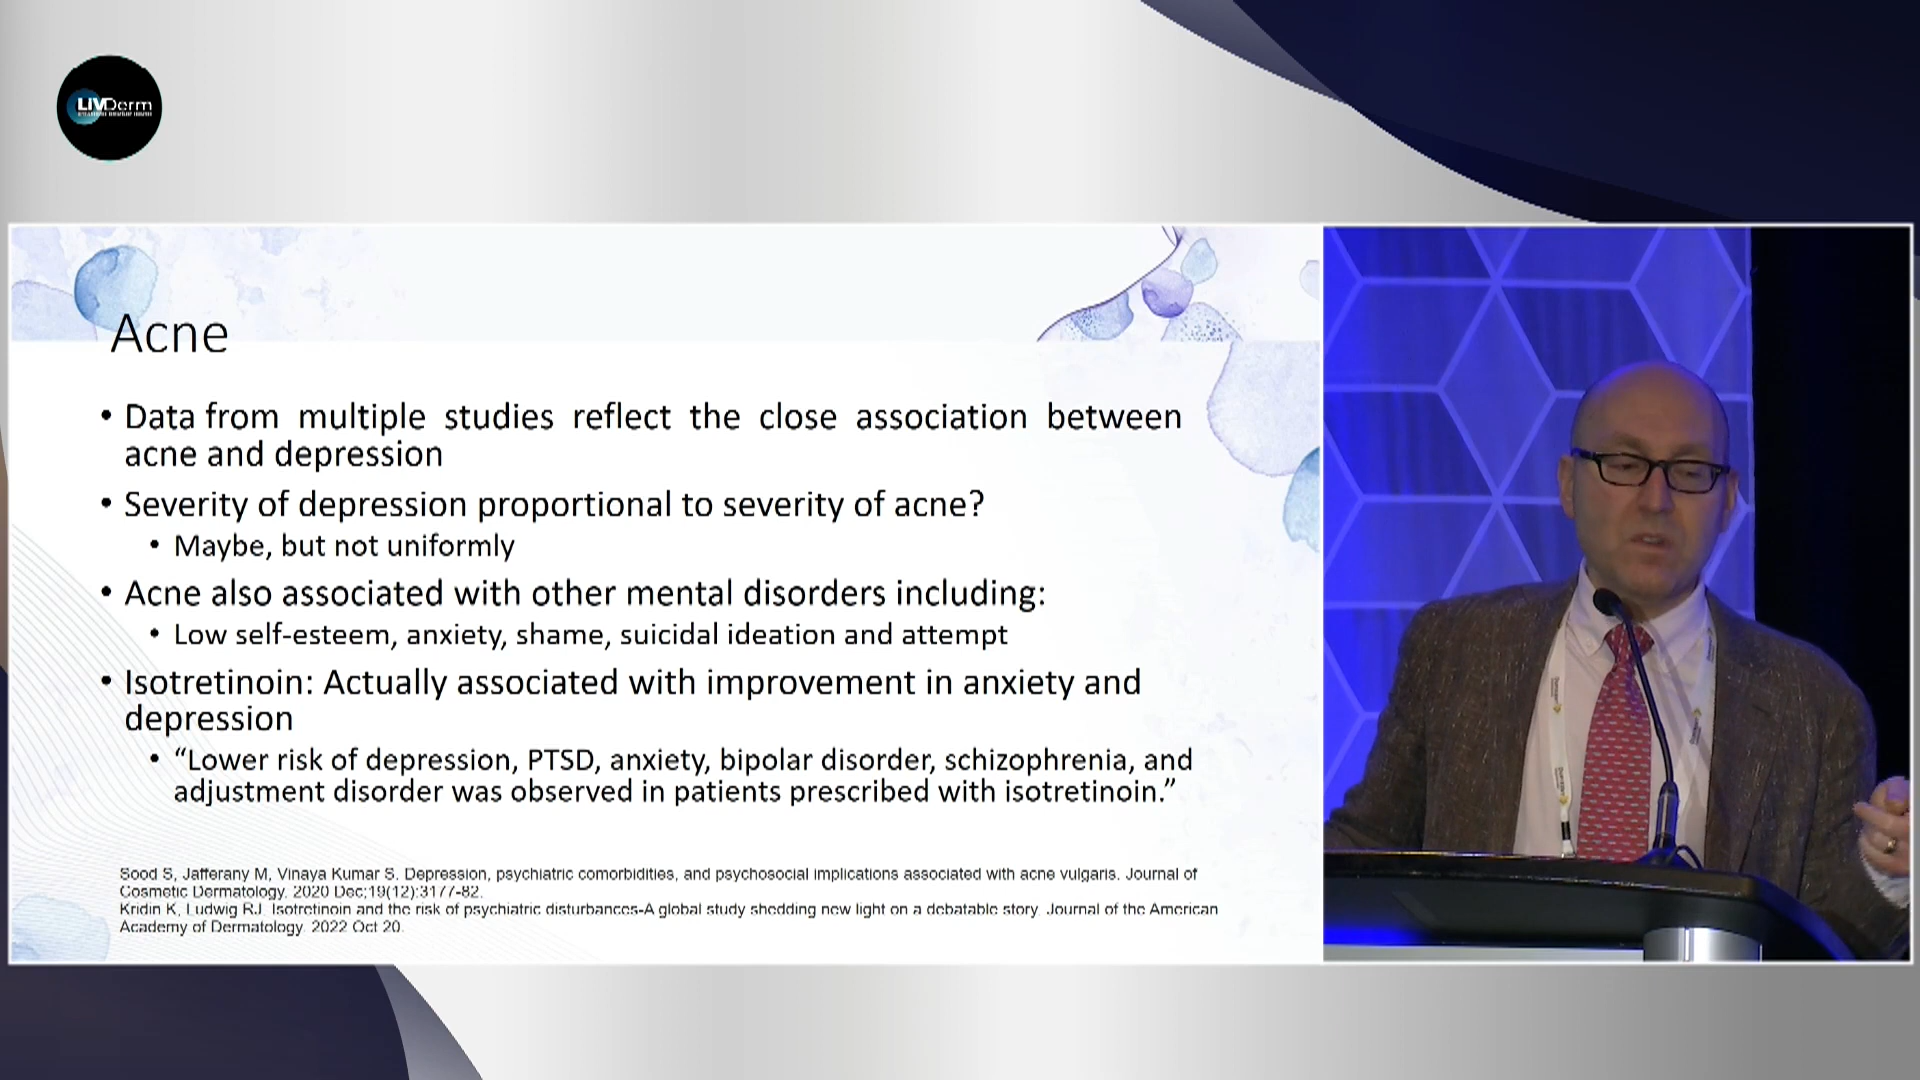 LIVDerm
Acne
• Data from multiple studies reflect the close association between
acne and depression
• Severity of depression proportional to severity of acne?
• Maybe, but not uniformly
• Acne also associated with other mental disorders including:
• Low self-esteem, anxiety, shame, suicidal ideation and attempt
• Isotretinoin: Actually associated with improvement in anxiety and
depression
• “Lower risk of depression, PTSD, anxiety, bipolar disorder, schizophrenia, and
adjustment disorder was observed in patients prescribed with isotretinoin.”
Sood S, Jafferany M, Vinaya Kumar S. Depression, psychiatric comorbidities, and psychosocial implications associated with acne vulgaris. Journal of
Cosmetic Dermatology. 2020 Dec;19(12):3177-82.
Kridin K, Ludwig RJ. Isotretinoin and the risk of psychiatric disturbances-A global study shedding new light on a debatable story. Journal of the American
Academy of Dermatology. 2022 Oct 20.